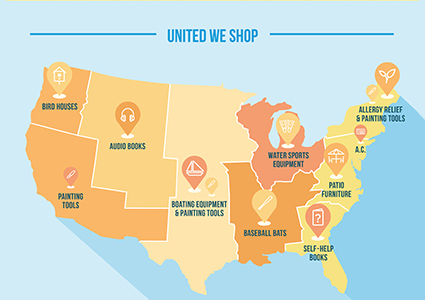 UNITED WE SHOP
BIRD HOUSES
AUDIO BOOKS
ALLERGY RELIEF
& PAINTING TOOLS
WATER SPORTS
EQUIPMENT
A.C.
PAINTING
TOOLS
BOATING EQUIPMENT
& PAINTING TOOLS
PATIO
FURNITURE
BASEBALL BATS
SELF-HELP
BOOKS